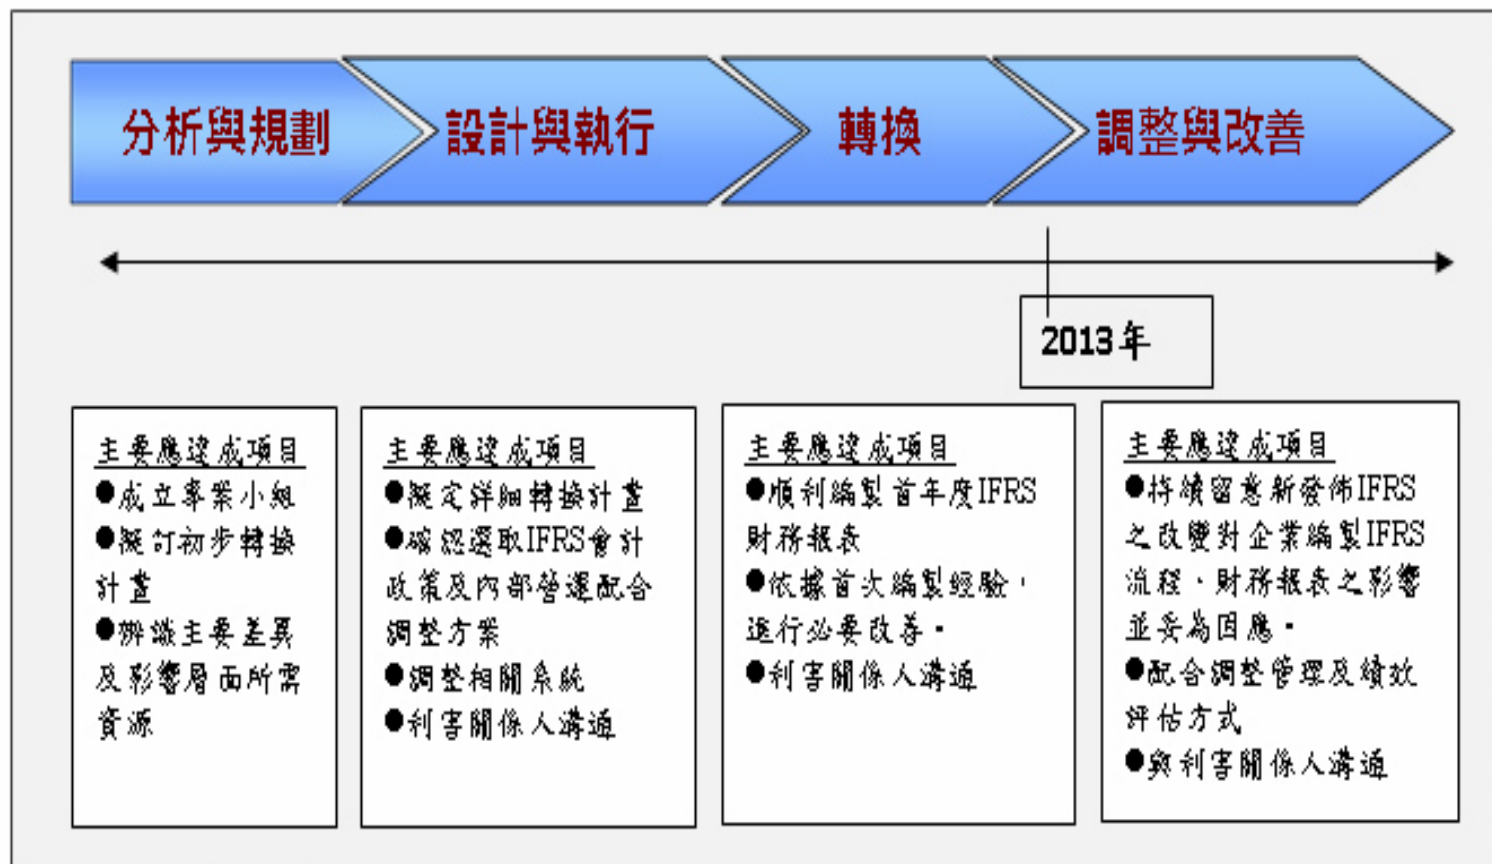 分析與規劃
設計與執行
轉換
調整與改善
2013年
主要應達成項目
●成立專案小組
●擬訂初步轉換
計畫
●辨識主要差異
及影響層面所需
資源
主要應達成項目
●擬定詳細轉換計畫
●確認選取IFRS會計
政策及內部營運配合
調整方案
●調整相關系統
●利害關係人溝通
主要應達成項目
●順利編製首年度IFRS
財務報表
●依據首次編製經驗，
進行必要改善。
●利害關係人溝通
主要應達成項目
●持續留意新發佈IFRS
之改變對企業編製IFRS
流程、財務報表之影響
並妥為因應。
●配合調整管理及績效
評估方式
●與利害關係人溝通